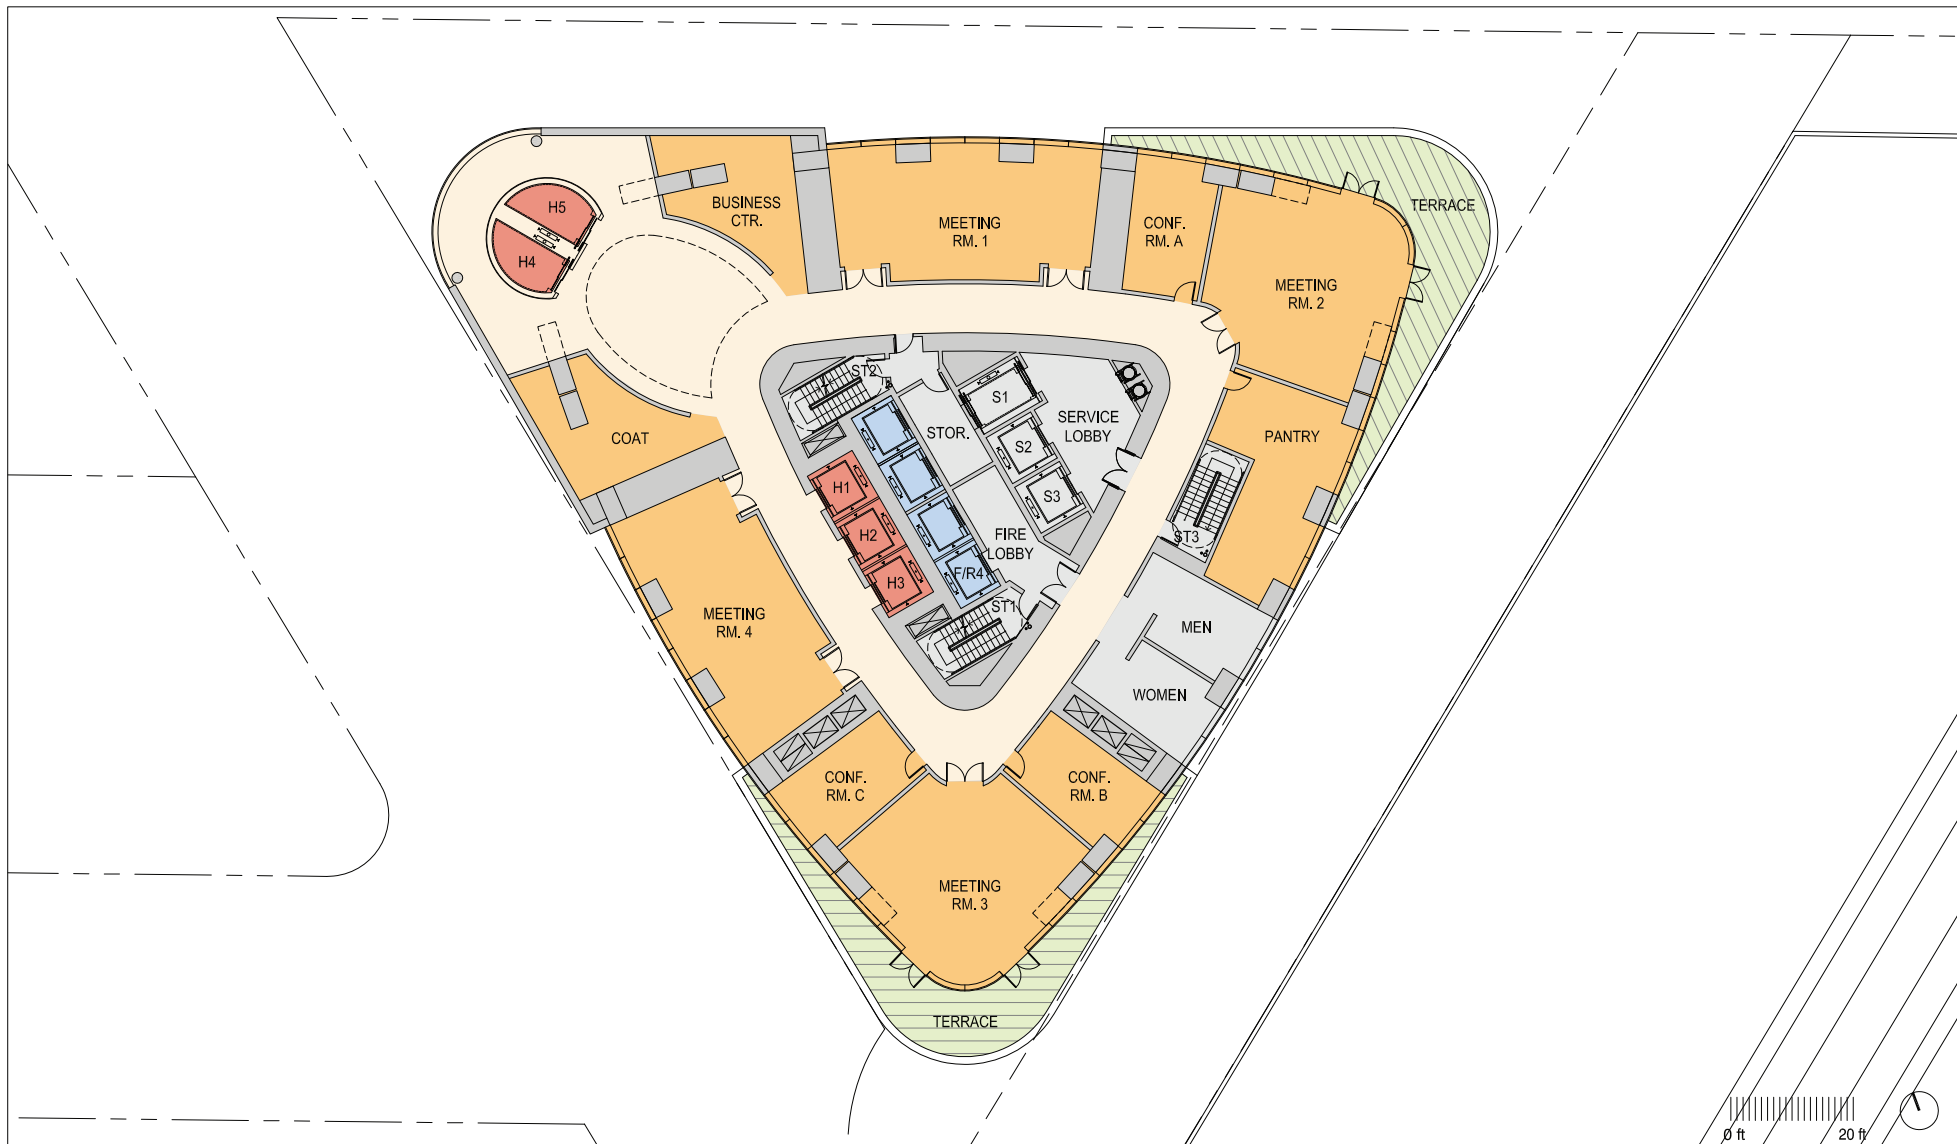 H5
H4
BUSINESS
CTR.
MEETING
RM. 1
CONF.
RM. A
TERRACE
MEETING
RM. 2
ST2
S1
SERVICE
LOBBY
STOR.
S2
S3
COAT
PANTRY
H1
H2
H3
FIRE
LOBBY
F/R4
ST1
ST3
MEETING
RM. 4
MEN
WOMEN
CONF.
RM. C
CONF.
RM. B
MEETING
RM. 3
TERRACE
0 ft
20 ft